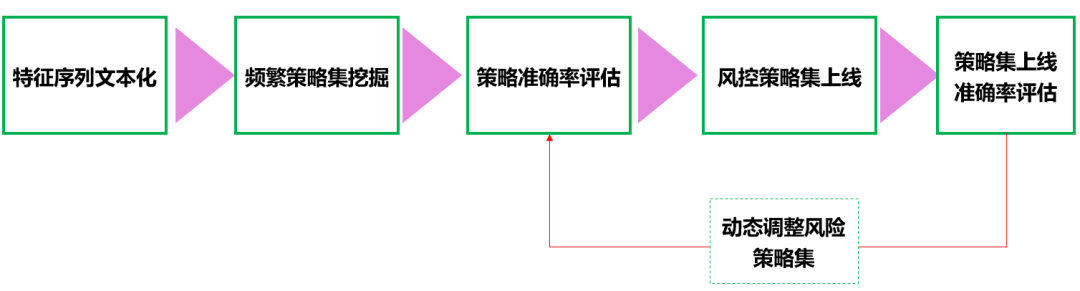 特征序列文本化
频繁策略集挖掘
策略准确率评估
风控策略集上线
策略集上线
准确率评估
动态调整风险
策略集